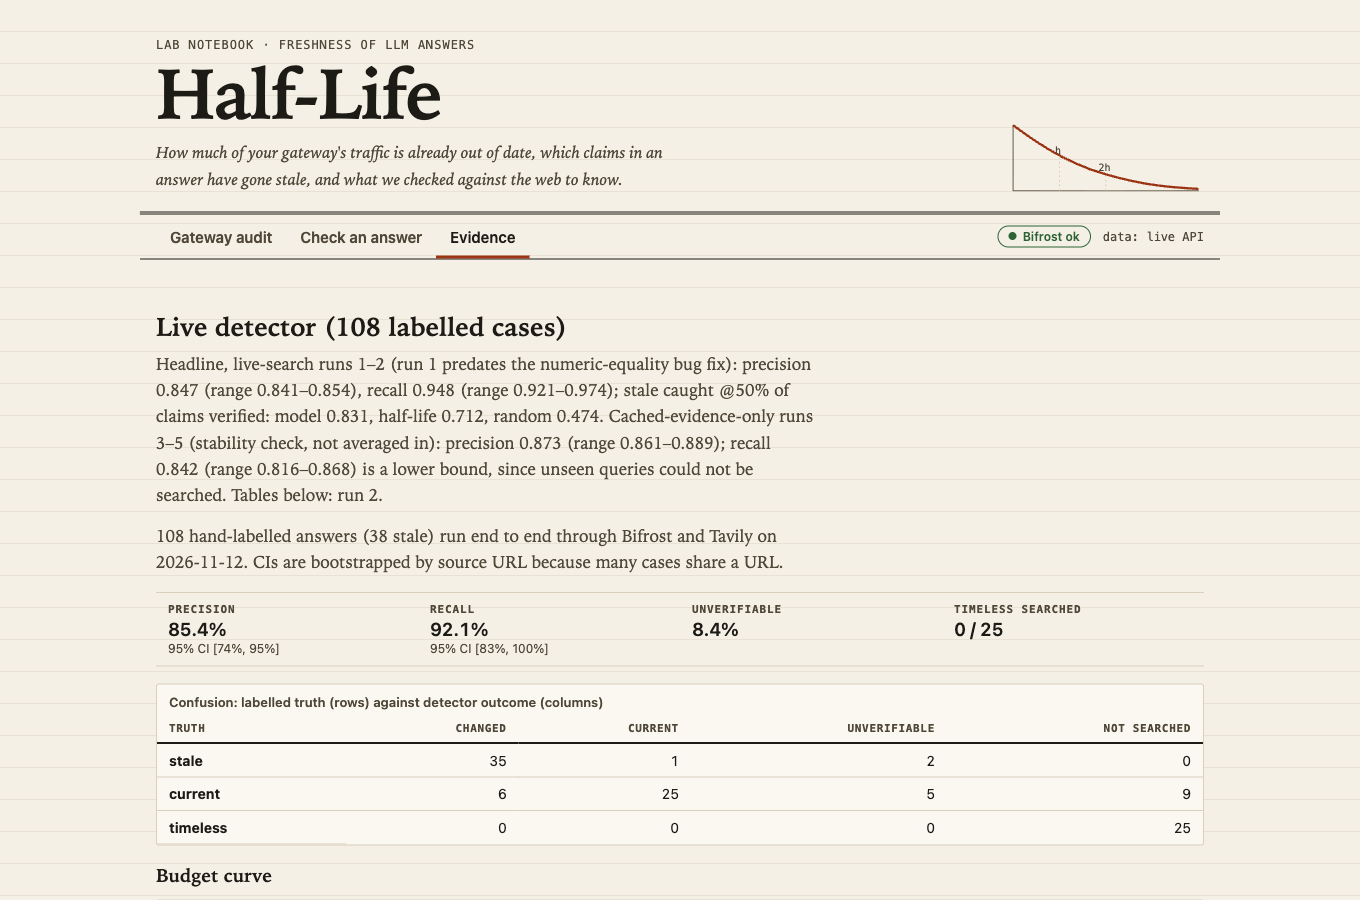 LAB NOTEBOOK · FRESHNESS OF LLM ANSWERS
Half-Life
How much of your gateway's traffic is already out of date, which claims in an
answer have gone stale, and what we checked against the web to know.
h
2h
Gateway audit Check an answer Evidence
Bifrost ok data: live API
Live detector (108 labelled cases)
Headline, live-search runs 1–2 (run 1 predates the numeric-equality bug fix): precision
0.847 (range 0.841–0.854), recall 0.948 (range 0.921–0.974); stale caught @50% of
claims verified: model 0.831, half-life 0.712, random 0.474. Cached-evidence-only runs
3–5 (stability check, not averaged in): precision 0.873 (range 0.861–0.889); recall
0.842 (range 0.816–0.868) is a lower bound, since unseen queries could not be
searched. Tables below: run 2.
108 hand-labelled answers (38 stale) run end to end through Bifrost and Tavily on
2026-11-12. CIs are bootstrapped by source URL because many cases share a URL.
PRECISION RECALL UNVERIFIABLE TIMELESS SEARCHED
85.4% 92.1% 8.4% 0 / 25
95% CI [74%, 95%] 95% CI [83%, 100%]
Confusion: labelled truth (rows) against detector outcome (columns)
TRUTH CHANGED CURRENT UNVERIFIABLE NOT SEARCHED
stale 35 1 2 0
current 6 25 5 9
timeless 0 0 0 25
Budget curve